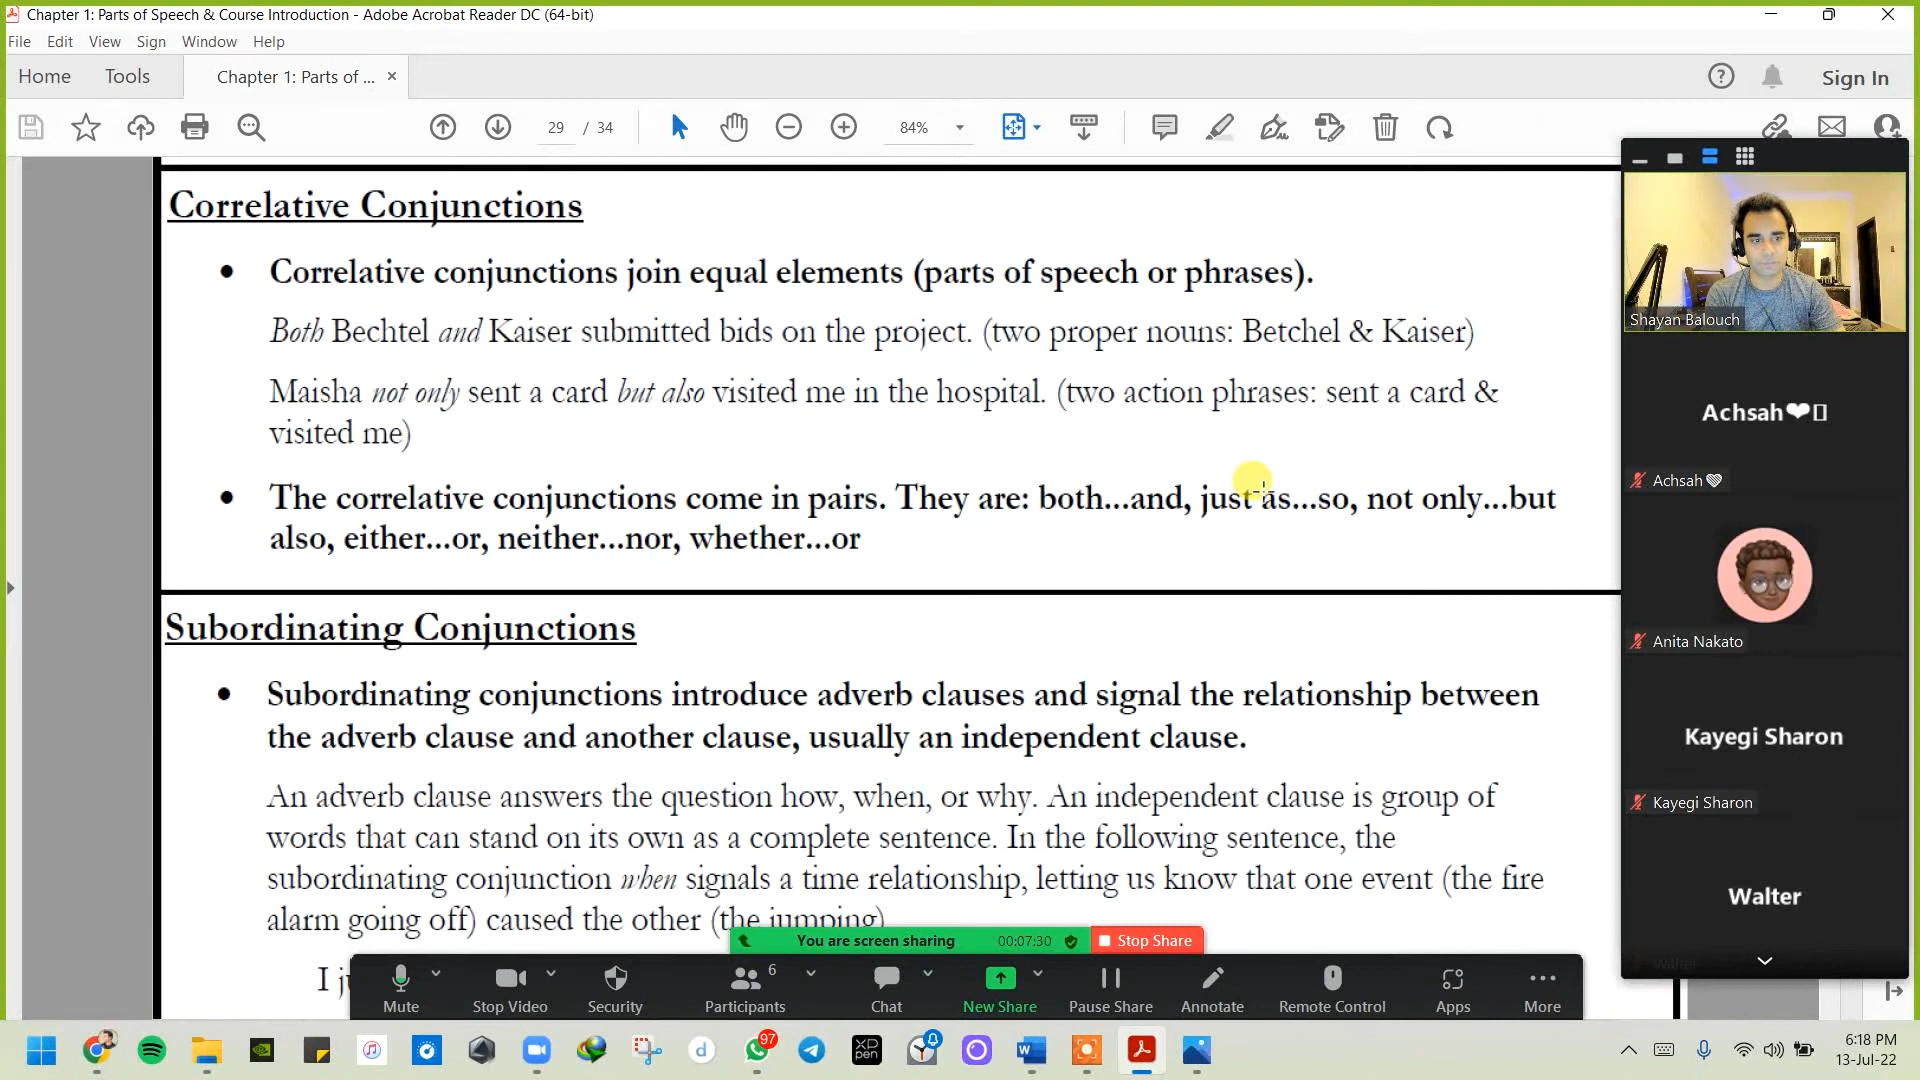 Chapter 1: Parts of Speech & Course Introduction - Adobe Acrobat Reader DC (64-bit)
File Edit View Sign Window Help
Home Tools Chapter 1: Parts of ... × Sign In
29 / 34 84%
Correlative Conjunctions
• Correlative conjunctions join equal elements (parts of speech or phrases).
Both Bechtel and Kaiser submitted bids on the project. (two proper nouns: Betchel & Kaiser)
Maisha not only sent a card but also visited me in the hospital. (two action phrases: sent a card &
visited me)
• The correlative conjunctions come in pairs. They are: both...and, just as...so, not only...but
also, either...or, neither...nor, whether...or
Subordinating Conjunctions
• Subordinating conjunctions introduce adverb clauses and signal the relationship between
the adverb clause and another clause, usually an independent clause.
An adverb clause answers the question how, when, or why. An independent clause is group of
words that can stand on its own as a complete sentence. In the following sentence, the
subordinating conjunction when signals a time relationship, letting us know that one event (the fire
alarm going off) caused the other (the jumping)
I
You are screen sharing 00:07:30 Stop Share
6
Mute Stop Video Security Participants Chat New Share Pause Share Annotate Remote Control Apps More
Shayan Balouch
Achsah❤
Achsah
Anita Nakato
Kayegi Sharon
Kayegi Sharon
Walter
97
XP
pen
6:18 PM
13-Jul-22